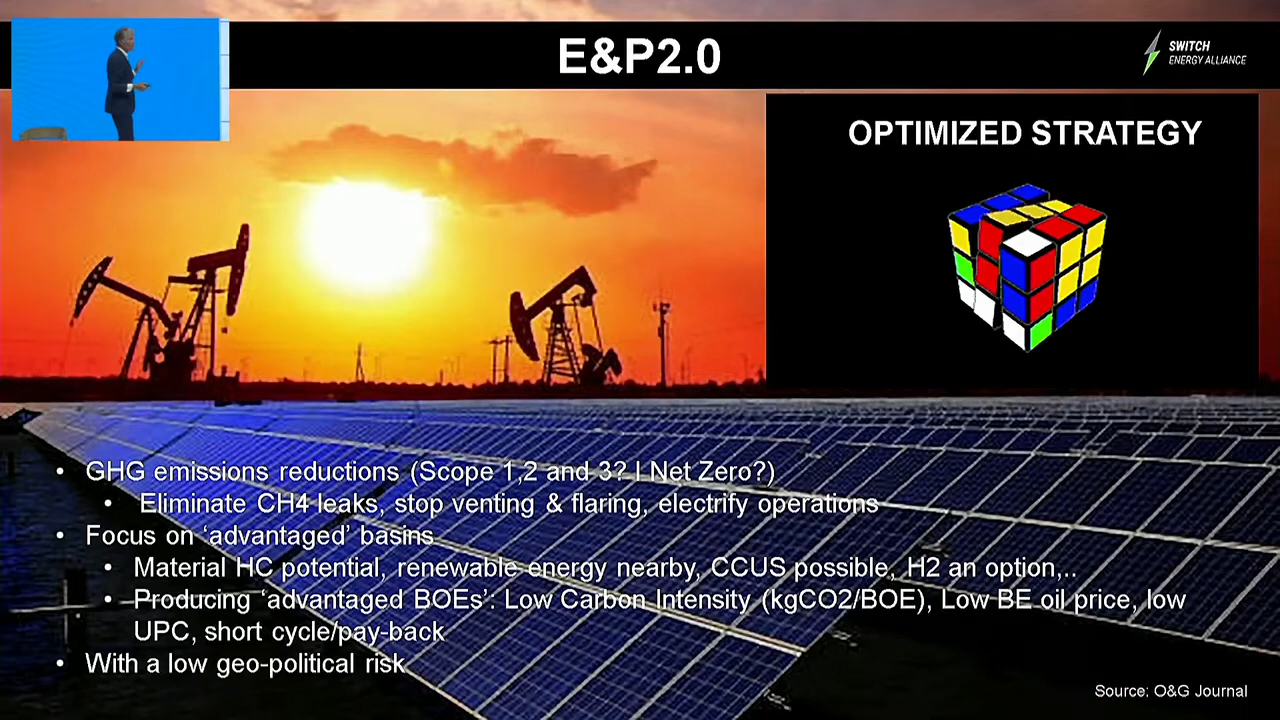 E&P2.0
SWITCH
ENERGY ALLIANCE
OPTIMIZED STRATEGY
• GHG emissions reductions (Scope 1,2 and 3? I Net Zero?)
• Eliminate CH4 leaks, stop venting & flaring, electrify operations
• Focus on ‘advantaged’ basins
• Material HC potential, renewable energy nearby, CCUS possible, H2 an option,..
• Producing ‘advantaged BOEs’: Low Carbon Intensity (kgCO2/BOE), Low BE oil price, low
UPC, short cycle/pay-back
• With a low geo-political risk
Source: O&G Journal